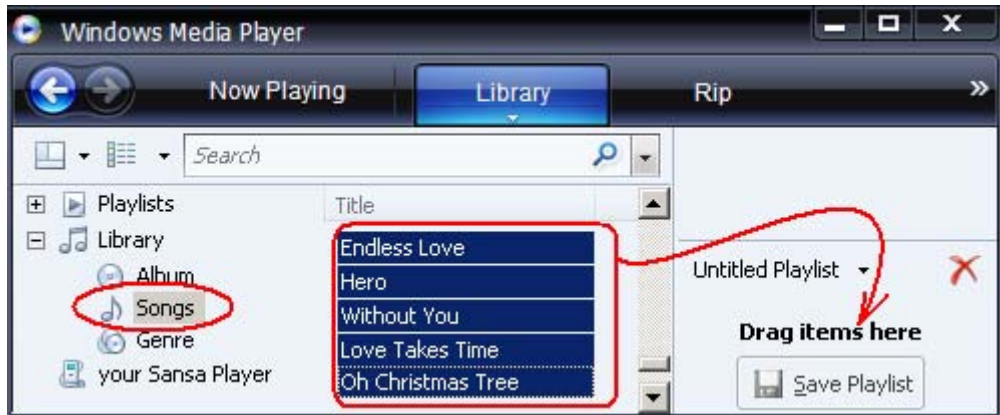 Windows Media Player
Now Playing
Library
Rip
»
Search
Playlists
Library
Album
Songs
Genre
your Sansa Player
Title
Endless Love
Hero
Without You
Love Takes Time
Oh Christmas Tree
Untitled Playlist
Drag items here
Save Playlist